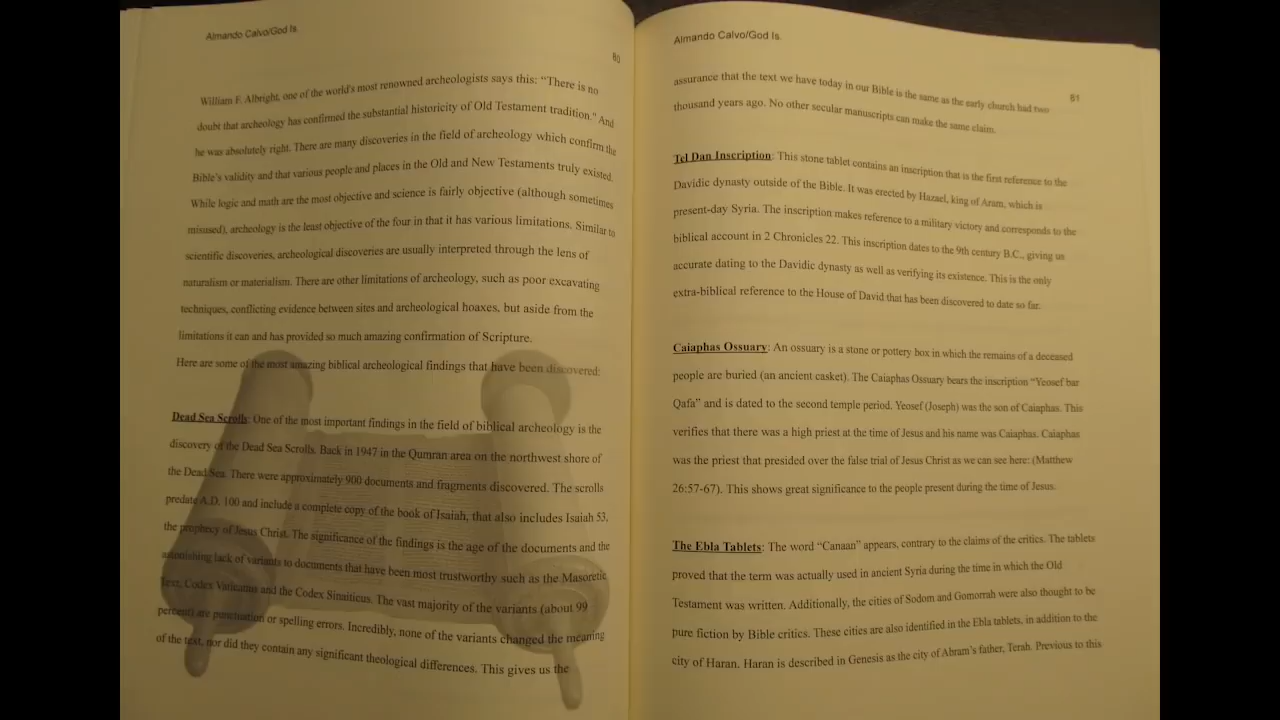 Almando Calvo/God Is.
80
William F. Albright, one of the world's most renowned archeologists says this: “There is no
doubt that archeology has confirmed the substantial historicity of Old Testament tradition.” And
he was absolutely right. There are many discoveries in the field of archeology which confirm the
Bible's validity and that various people and places in the Old and New Testaments truly existed.
While logic and math are the most objective and science is fairly objective (although sometimes
misused), archeology is the least objective of the four in that it has various limitations. Similar to
scientific discoveries, archeological discoveries are usually interpreted through the lens of
naturalism or materialism. There are other limitations of archeology, such as poor excavating
techniques, conflicting evidence between sites and archeological hoaxes, but aside from the
limitations it can and has provided so much amazing confirmation of Scripture.
Here are some of the most amazing biblical archeological findings that have been discovered:
Dead Sea Scrolls: One of the most important findings in the field of biblical archeology is the
discovery of the Dead Sea Scrolls. Back in 1947 in the Qumran area on the northwest shore of
the Dead Sea. There were approximately 900 documents and fragments discovered. The scrolls
predate A.D. 100 and include a complete copy of the book of Isaiah, that also includes Isaiah 53,
the prophecy of Jesus Christ. The significance of the findings is the age of the documents and the
astonishing lack of variants to documents that have been most trustworthy such as the Masoretic
Text, Codex Vaticanus and the Codex Sinaiticus. The vast majority of the variants (about 99
percent) are punctuation or spelling errors. Incredibly, none of the variants changed the meaning
of the text, nor did they contain any significant theological differences. This gives us the
Almando Calvo/God Is.
81
assurance that the text we have today in our Bible is the same as the early church had two
thousand years ago. No other secular manuscripts can make the same claim.
Tel Dan Inscription: This stone tablet contains an inscription that is the first reference to the
Davidic dynasty outside of the Bible. It was erected by Hazael, king of Aram, which is
present-day Syria. The inscription makes reference to a military victory and corresponds to the
biblical account in 2 Chronicles 22. This inscription dates to the 9th century B.C., giving us
accurate dating to the Davidic dynasty as well as verifying its existence. This is the only
extra-biblical reference to the House of David that has been discovered to date so far.
Caiaphas Ossuary: An ossuary is a stone or pottery box in which the remains of a deceased
people are buried (an ancient casket). The Caiaphas Ossuary bears the inscription “Yeosef bar
Qafa” and is dated to the second temple period. Yeosef (Joseph) was the son of Caiaphas. This
verifies that there was a high priest at the time of Jesus and his name was Caiaphas. Caiaphas
was the priest that presided over the false trial of Jesus Christ as we can see here: (Matthew
26:57-67). This shows great significance to the people present during the time of Jesus.
The Ebla Tablets: The word “Canaan” appears, contrary to the claims of the critics. The tablets
proved that the term was actually used in ancient Syria during the time in which the Old
Testament was written. Additionally, the cities of Sodom and Gomorrah were also thought to be
pure fiction by Bible critics. These cities are also identified in the Ebla tablets, in addition to the
city of Haran. Haran is described in Genesis as the city of Abram's father, Terah. Previous to this